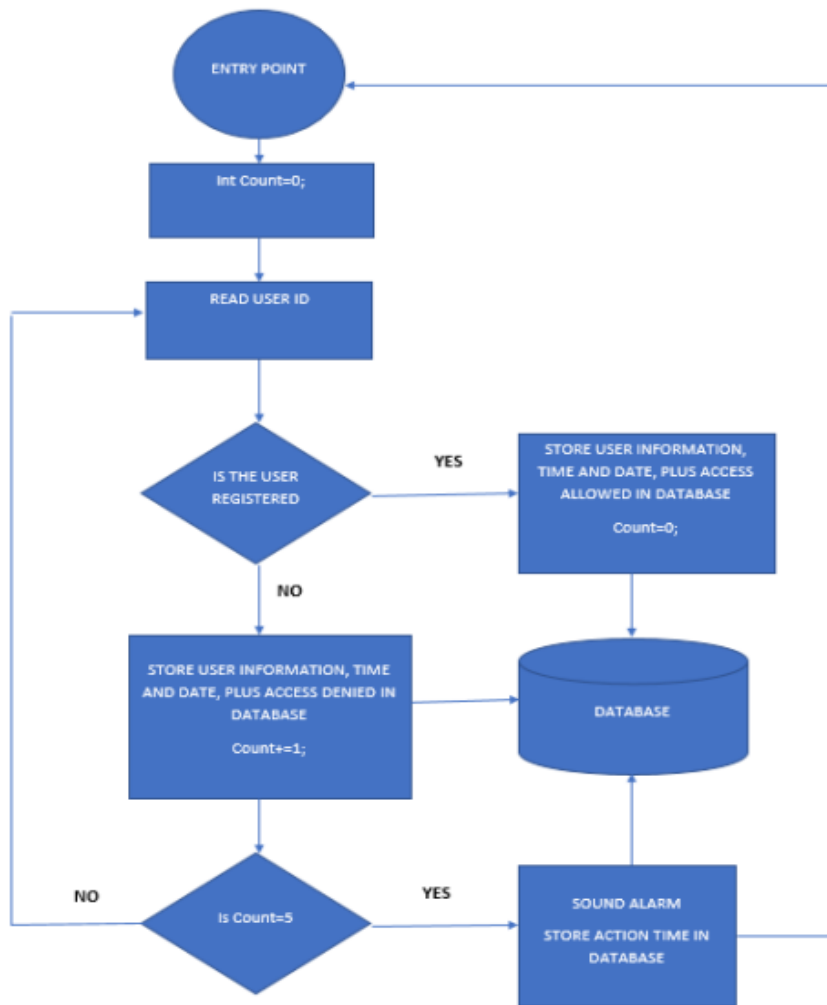 ENTRY POINT
Int Count=0;
READ USER ID
IS THE USER
REGISTERED
YES
STORE USER INFORMATION,
TIME AND DATE, PLUS ACCESS
ALLOWED IN DATABASE
Count=0;
NO
STORE USER INFORMATION, TIME
AND DATE, PLUS ACCESS DENIED IN
DATABASE
Count+=1;
DATABASE
NO
Is Count=5
YES
SOUND ALARM
STORE ACTION TIME IN
DATABASE